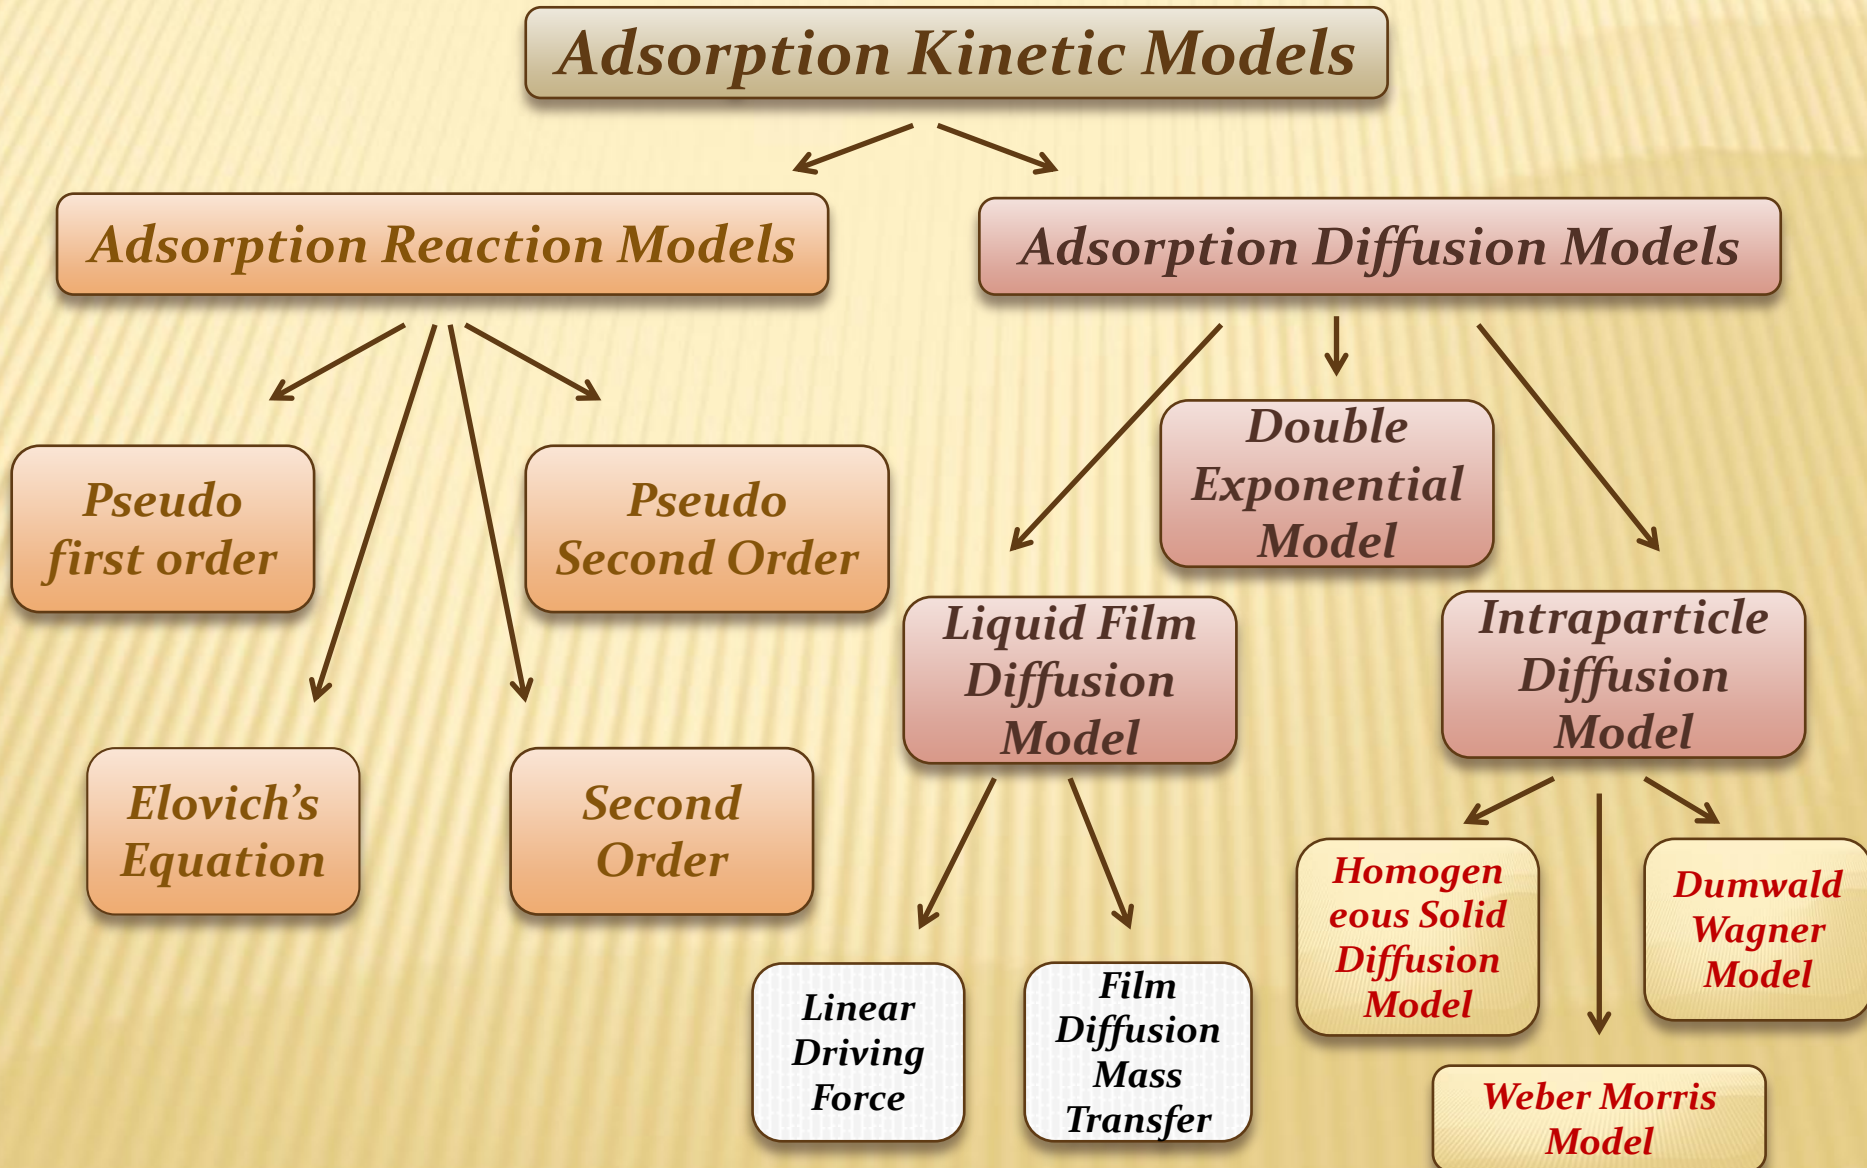 Adsorption Kinetic Models
Adsorption Reaction Models
Adsorption Diffusion Models
Pseudo
first order
Pseudo
Second Order
Elovich’s
Equation
Second
Order
Double
Exponential
Model
Liquid Film
Diffusion
Model
Intraparticle
Diffusion
Model
Linear
Driving
Force
Film
Diffusion
Mass
Transfer
Homogen
eous Solid
Diffusion
Model
Dumwald
Wagner
Model
Weber Morris
Model